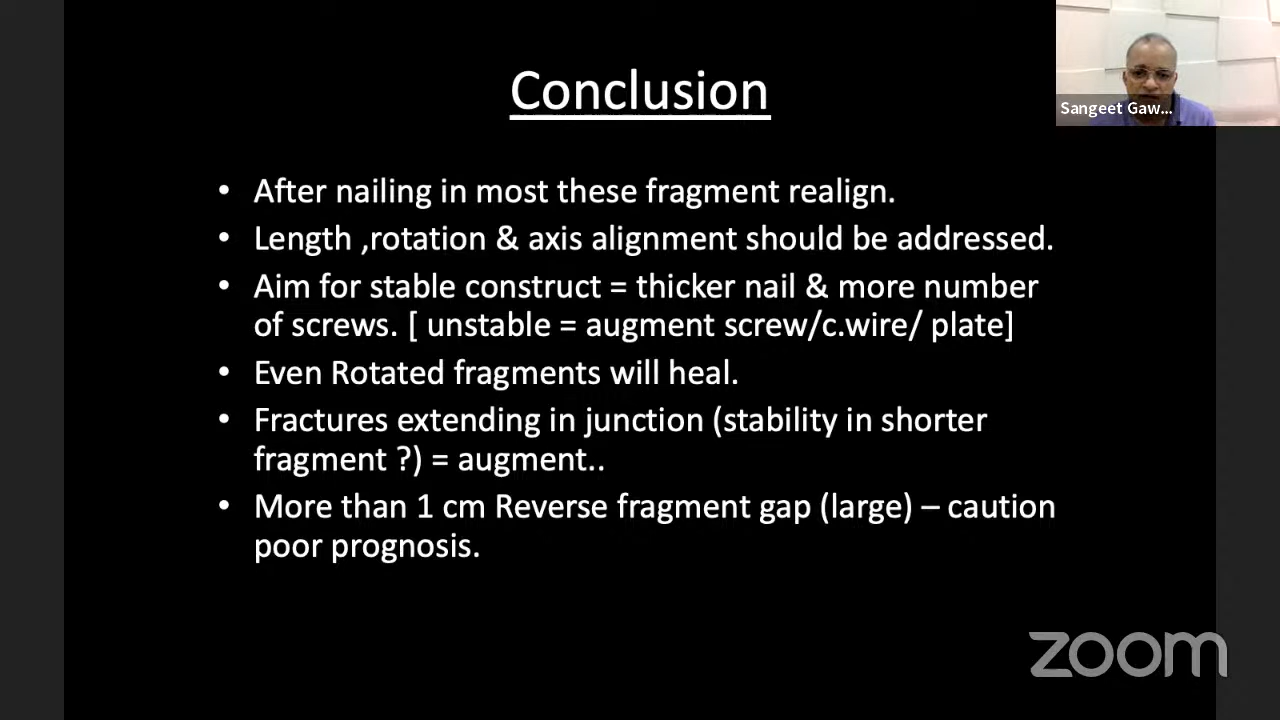 Conclusion
Sangeet Gaw...
• After nailing in most these fragment realign.
• Length ,rotation & axis alignment should be addressed.
• Aim for stable construct = thicker nail & more number
of screws. [ unstable = augment screw/c.wire/ plate]
• Even Rotated fragments will heal.
• Fractures extending in junction (stability in shorter
fragment ?) = augment..
• More than 1 cm Reverse fragment gap (large) – caution
poor prognosis.
zoom